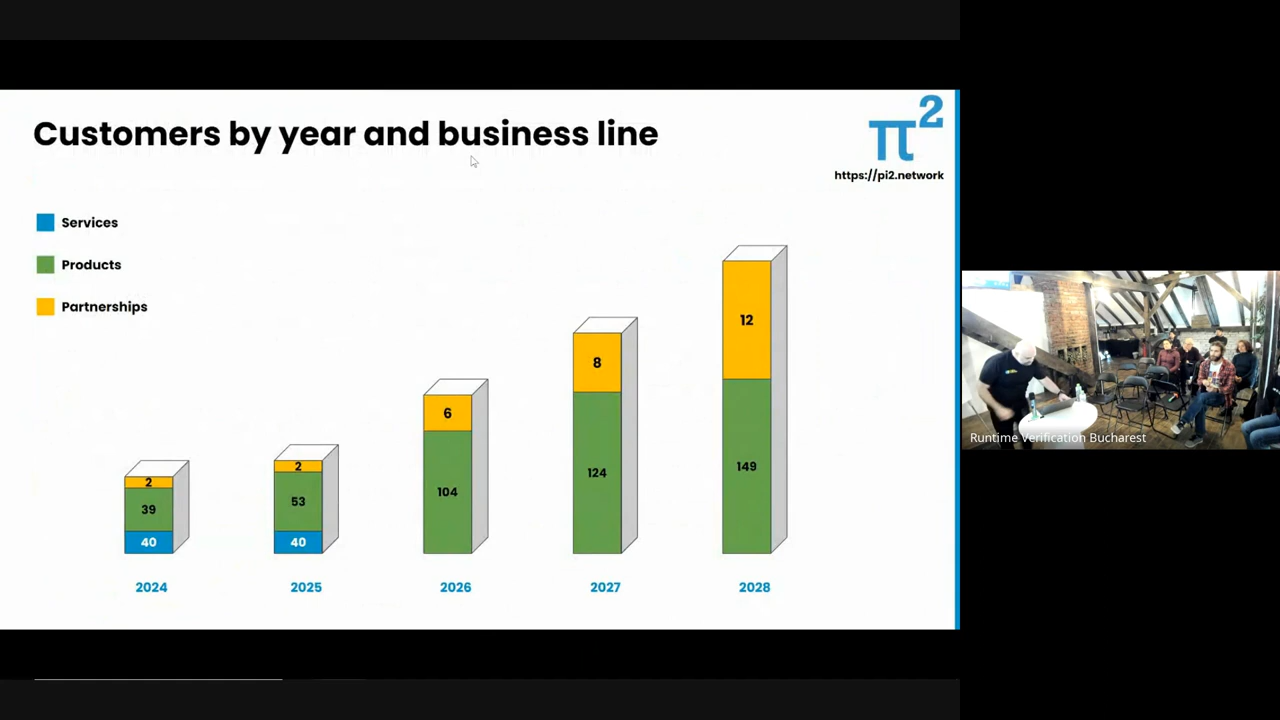 Customers by year and business line
π²
https://pi2.network
Services
Products
Partnerships
2
39
40
2
53
40
6
104
8
124
12
149
2024
2025
2026
2027
2028
Runtime Verification Bucharest